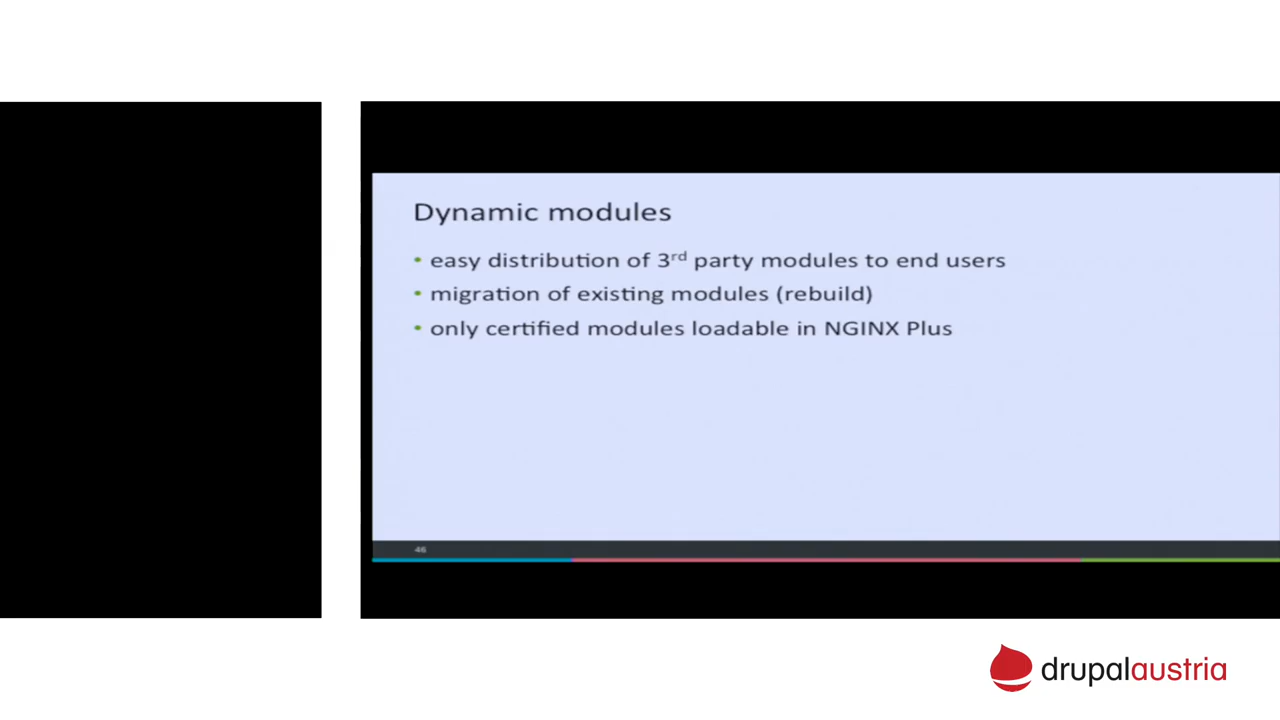 Dynamic modules
• easy distribution of 3rd party modules to end users
• migration of existing modules (rebuild)
• only certified modules loadable in NGINX Plus
46
drupalaustria